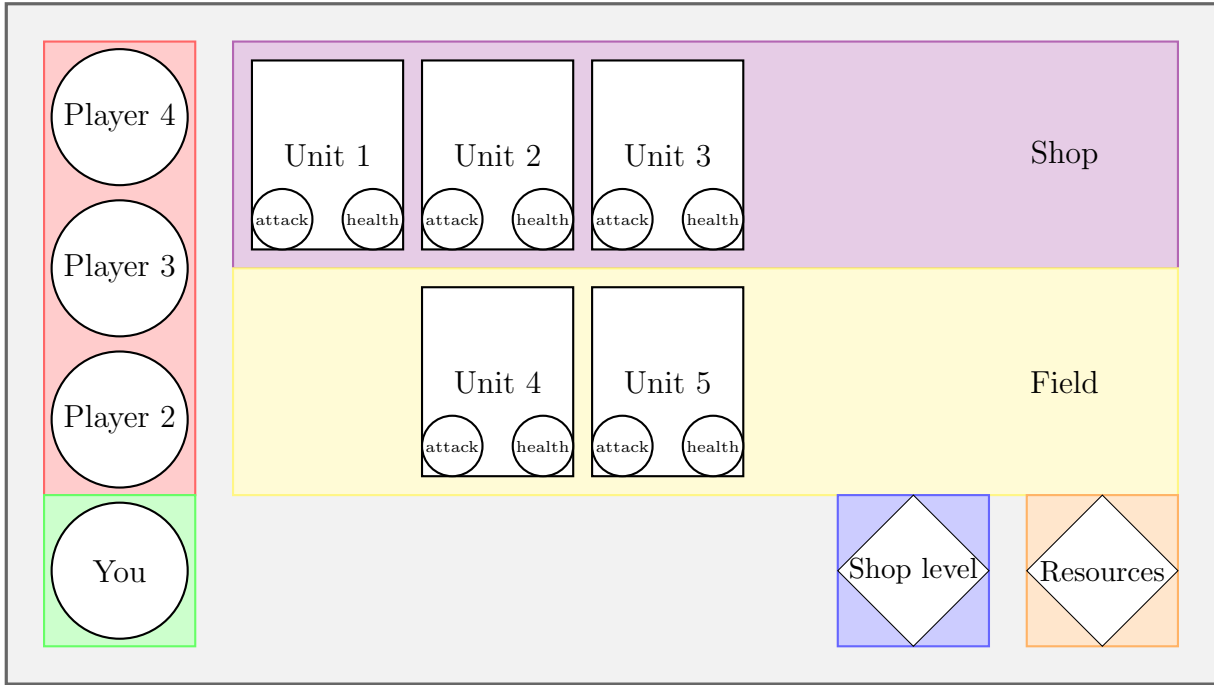 Player 4
Player 3
Player 2
You
Unit 1
attack
health
Unit 2
attack
health
Unit 3
attack
health
Shop
Unit 4
attack
health
Unit 5
attack
health
Field
Shop level
Resources